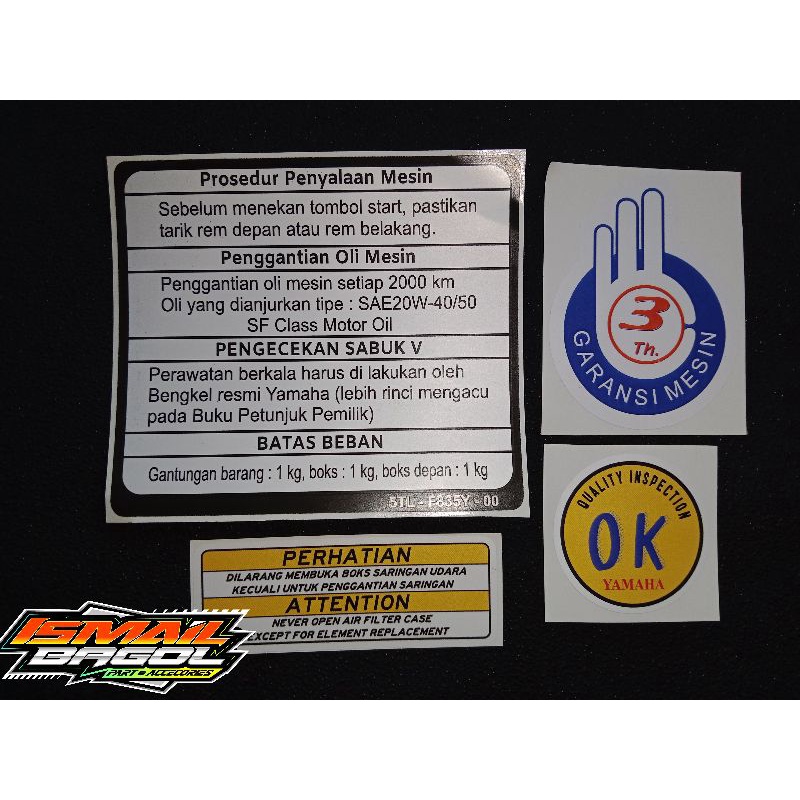 Prosedur Penyalaan Mesin
Sebelum menekan tombol start, pastikan
tarik rem depan atau rem belakang.
Penggantian Oli Mesin
Penggantian oli mesin setiap 2000 km
Oli yang dianjurkan tipe : SAE20W-40/50
SF Class Motor Oil
PENGECEKAN SABUK V
Perawatan berkala harus di lakukan oleh
Bengkel resmi Yamaha (lebih rinci mengacu
pada Buku Petunjuk Pemilik)
BATAS BEBAN
Gantungan barang : 1 kg, boks : 1 kg, boks depan : 1 kg
5TL - F835Y - 00
3
Th.
GARANSI MESIN
QUALITY INSPECTION
OK
YAMAHA
PERHATIAN
DILARANG MEMBUKA BOKS SARINGAN UDARA
KECUALI UNTUK PENGGANTIAN SARINGAN
ATTENTION
NEVER OPEN AIR FILTER CASE
EXCEPT FOR ELEMENT REPLACEMENT
ISMAIL
BAGOL
PART ACCECORIES